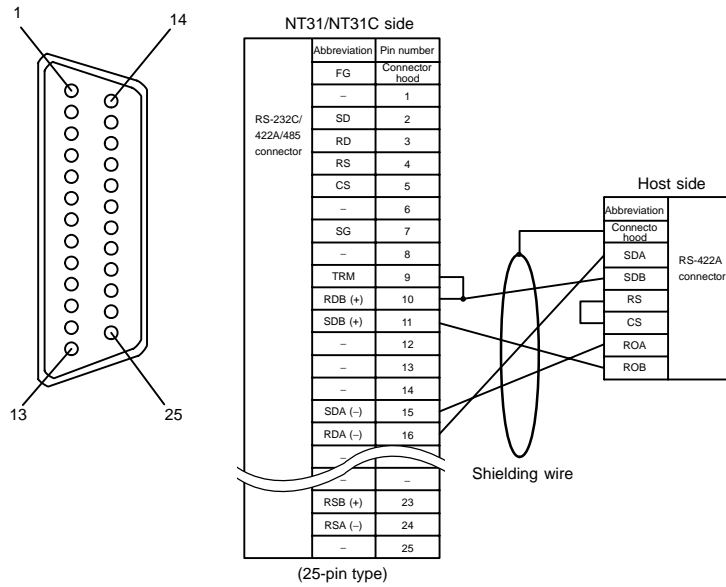 1
14
13
25
NT31/NT31C side
RS-232C/
422A/485
connector
Abbreviation Pin number
FG Connector
hood
– 1
SD 2
RD 3
RS 4
CS 5
– 6
SG 7
– 8
TRM 9
RDB (+) 10
SDB (+) 11
– 12
– 13
– 14
SDA (–) 15
RDA (–) 16
–
– –
RSB (+) 23
RSA (–) 24
– 25
(25-pin type)
Shielding wire
Host side
Abbreviation
Connecto
hood
SDA
SDB
RS
CS
ROA
ROB
RS-422A
connector